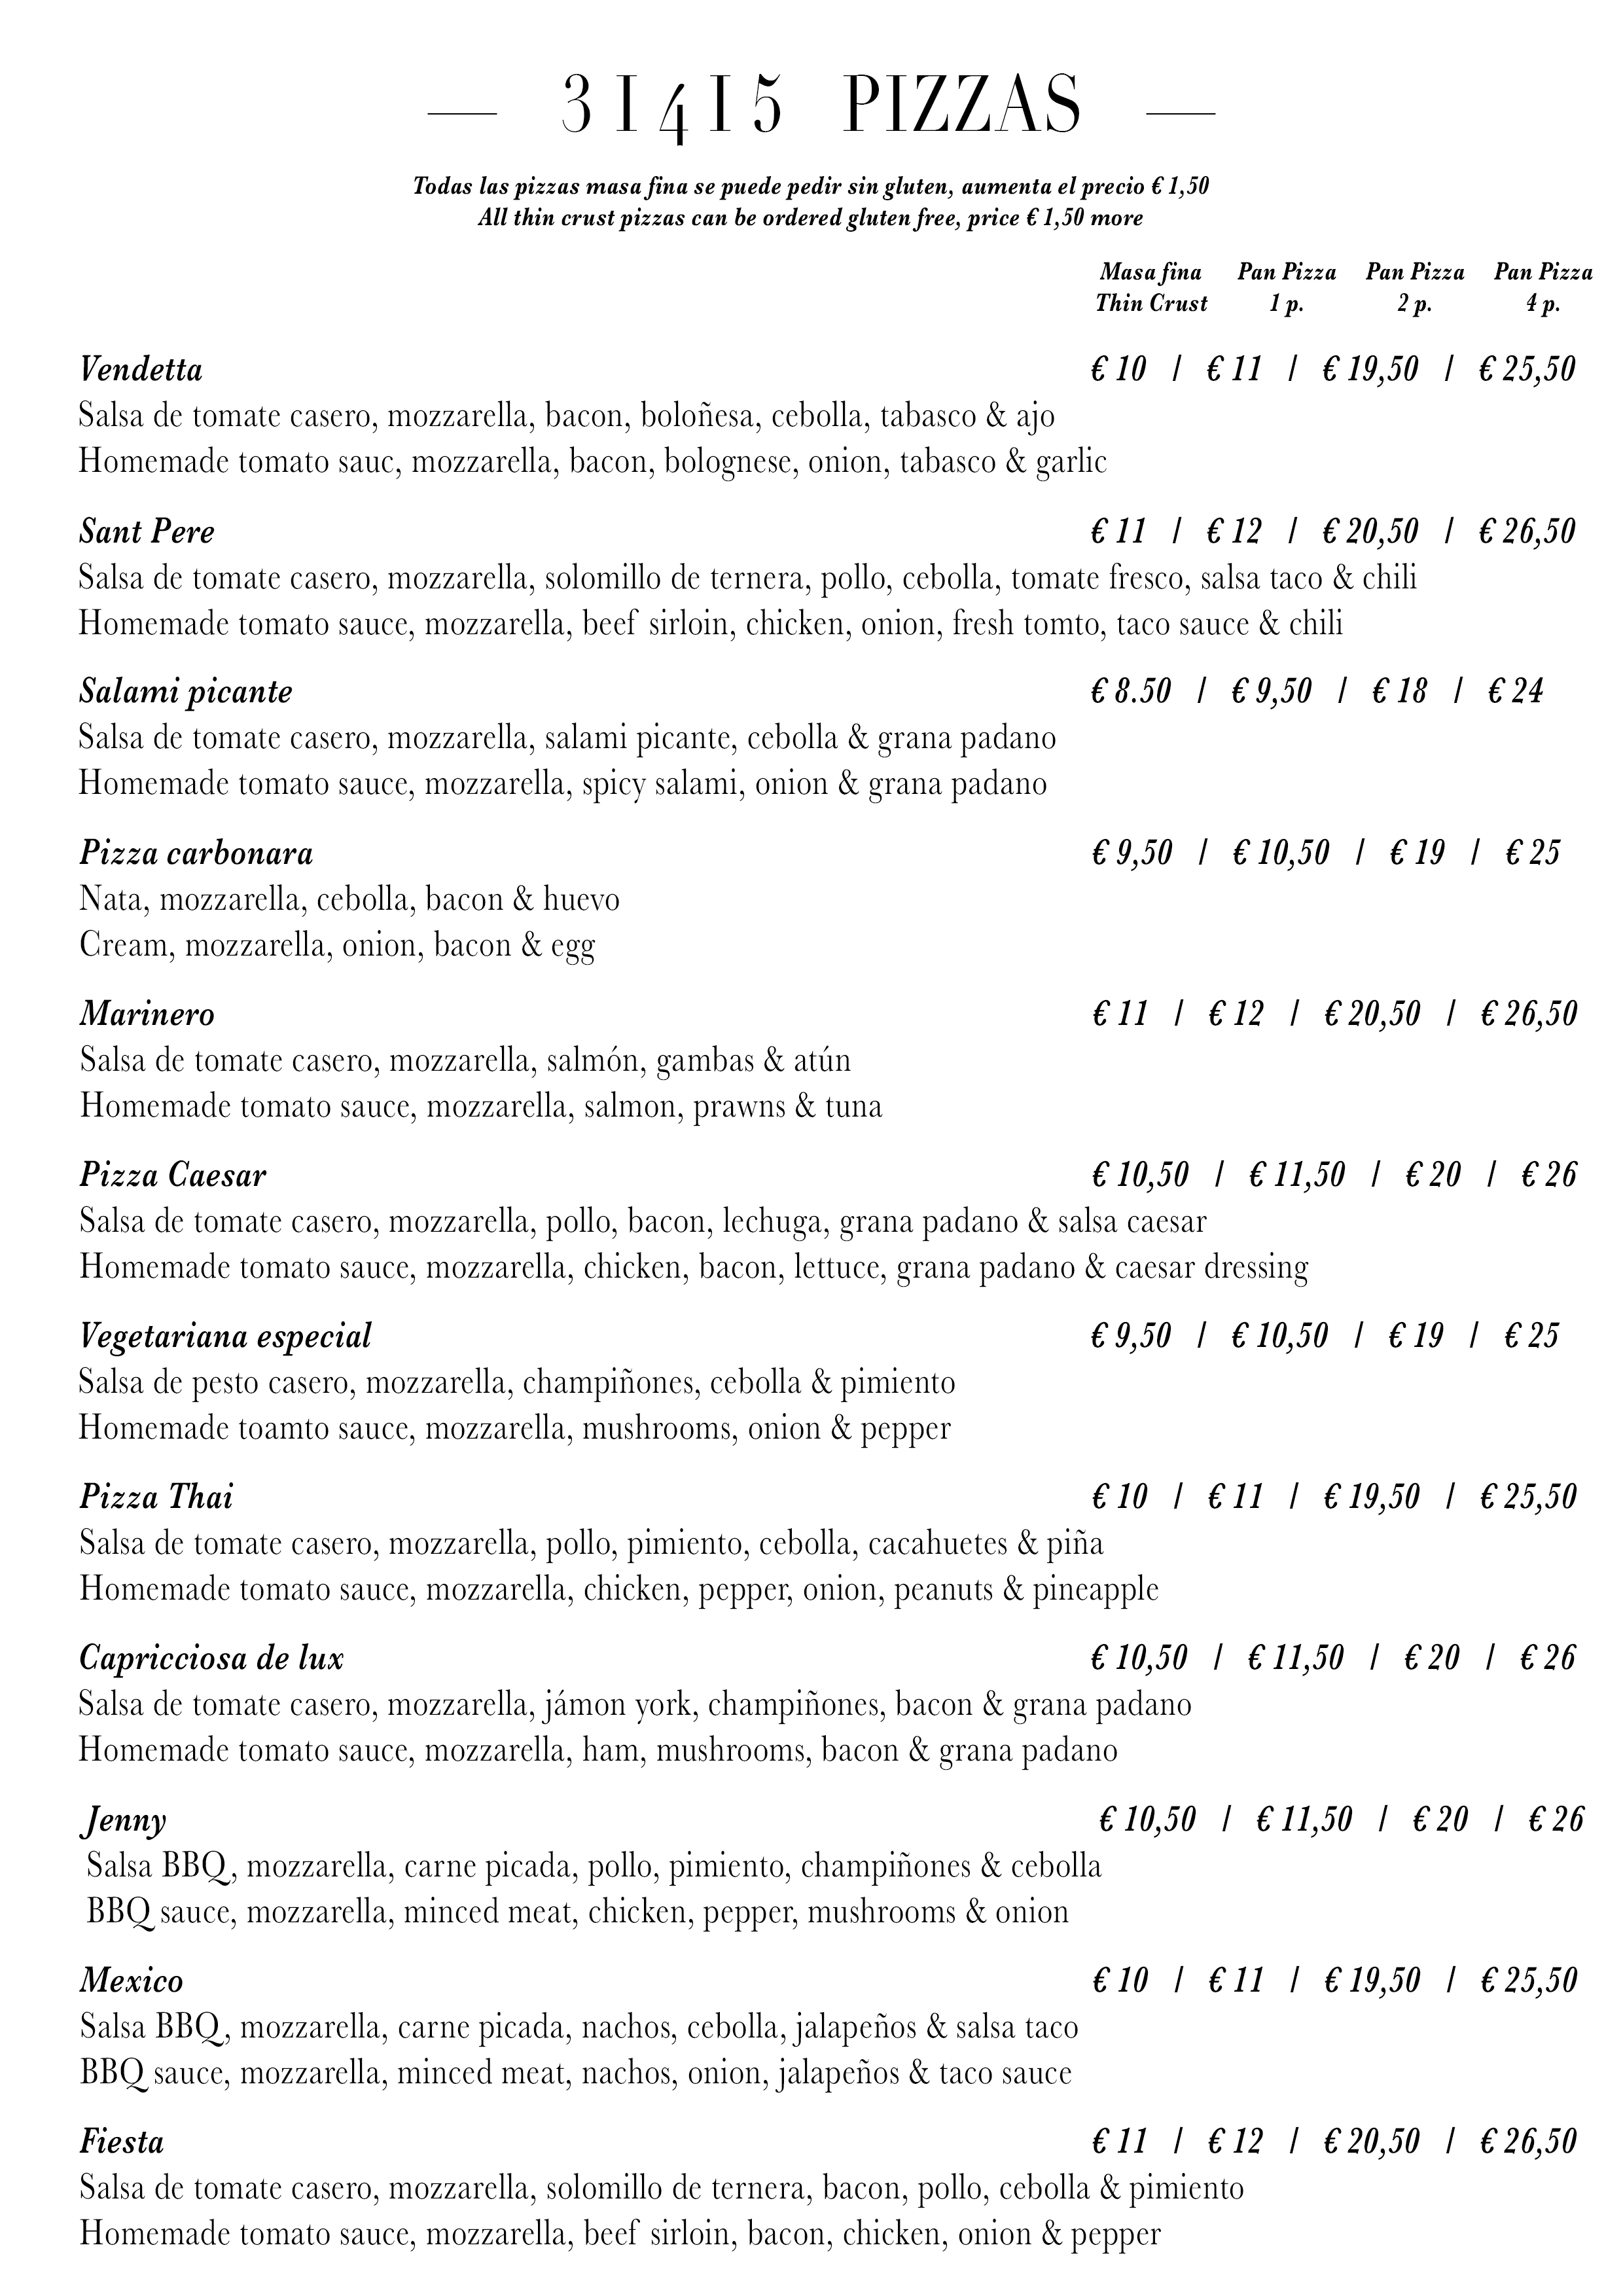 31415 PIZZAS
Todas las pizzas masa fina se puede pedir sin gluten, aumenta el precio € 1,50
All thin crust pizzas can be ordered gluten free, price € 1,50 more
Masa fina Pan Pizza Pan Pizza Pan Pizza
Thin Crust 1 p. 2 p. 4 p.
Vendetta € 10 / € 11 / € 19,50 / € 25,50
Salsa de tomate casero, mozzarella, bacon, boloñesa, cebolla, tabasco & ajo
Homemade tomato sauc, mozzarella, bacon, bolognese, onion, tabasco & garlic
Sant Pere € 11 / € 12 / € 20,50 / € 26,50
Salsa de tomate casero, mozzarella, solomillo de ternera, pollo, cebolla, tomate fresco, salsa taco & chili
Homemade tomato sauce, mozzarella, beef sirloin, chicken, onion, fresh tomto, taco sauce & chili
Salami picante € 8.50 / € 9,50 / € 18 / € 24
Salsa de tomate casero, mozzarella, salami picante, cebolla & grana padano
Homemade tomato sauce, mozzarella, spicy salami, onion & grana padano
Pizza carbonara € 9,50 / € 10,50 / € 19 / € 25
Nata, mozzarella, cebolla, bacon & huevo
Cream, mozzarella, onion, bacon & egg
Marinero € 11 / € 12 / € 20,50 / € 26,50
Salsa de tomate casero, mozzarella, salmón, gambas & atún
Homemade tomato sauce, mozzarella, salmon, prawns & tuna
Pizza Caesar € 10,50 / € 11,50 / € 20 / € 26
Salsa de tomate casero, mozzarella, pollo, bacon, lechuga, grana padano & salsa caesar
Homemade tomato sauce, mozzarella, chicken, bacon, lettuce, grana padano & caesar dressing
Vegetariana especial € 9,50 / € 10,50 / € 19 / € 25
Salsa de pesto casero, mozzarella, champiñones, cebolla & pimiento
Homemade toamto sauce, mozzarella, mushrooms, onion & pepper
Pizza Thai € 10 / € 11 / € 19,50 / € 25,50
Salsa de tomate casero, mozzarella, pollo, pimiento, cebolla, cacahuetes & piña
Homemade tomato sauce, mozzarella, chicken, pepper, onion, peanuts & pineapple
Capricciosa de lux € 10,50 / € 11,50 / € 20 / € 26
Salsa de tomate casero, mozzarella, jámon york, champiñones, bacon & grana padano
Homemade tomato sauce, mozzarella, ham, mushrooms, bacon & grana padano
Jenny € 10,50 / € 11,50 / € 20 / € 26
Salsa BBQ, mozzarella, carne picada, pollo, pimiento, champiñones & cebolla
BBQ sauce, mozzarella, minced meat, chicken, pepper, mushrooms & onion
Mexico € 10 / € 11 / € 19,50 / € 25,50
Salsa BBQ, mozzarella, carne picada, nachos, cebolla, jalapeños & salsa taco
BBQ sauce, mozzarella, minced meat, nachos, onion, jalapeños & taco sauce
Fiesta € 11 / € 12 / € 20,50 / € 26,50
Salsa de tomate casero, mozzarella, solomillo de ternera, bacon, pollo, cebolla & pimiento
Homemade tomato sauce, mozzarella, beef sirloin, bacon, chicken, onion & pepper